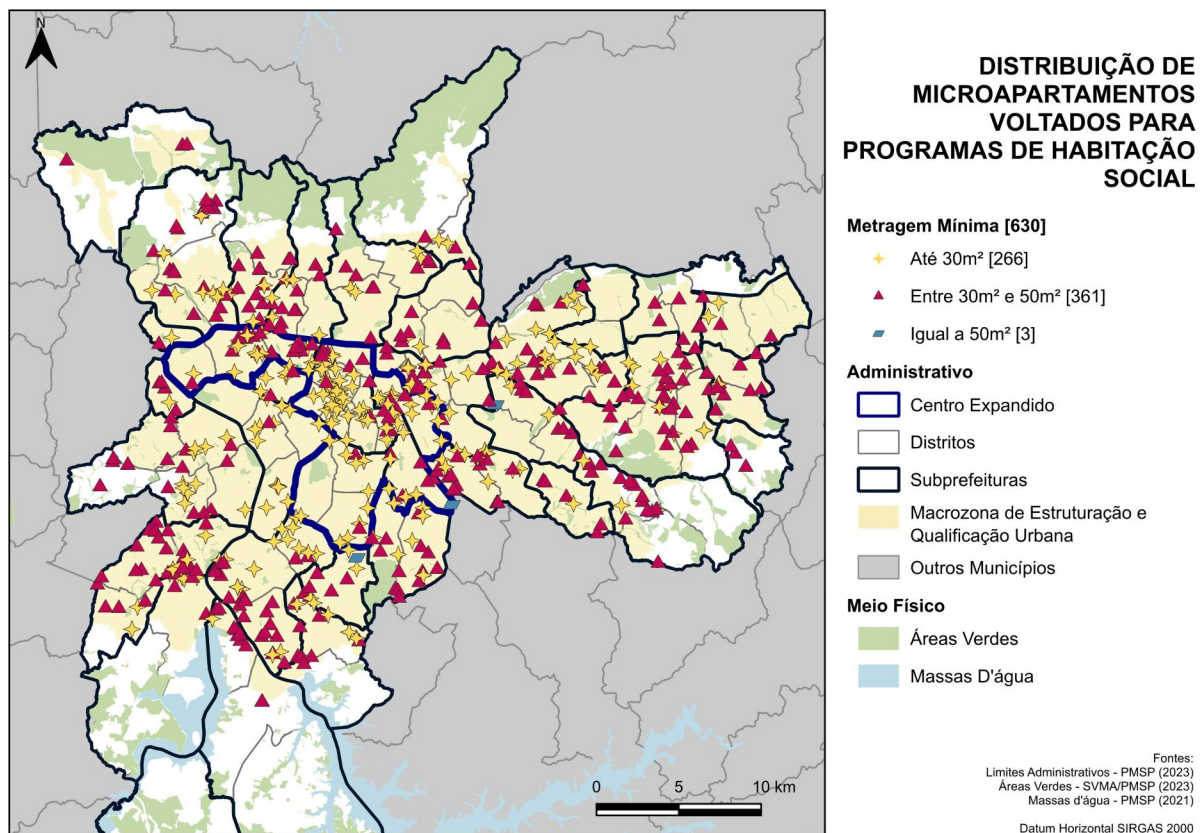 N
DISTRIBUIÇÃO DE
MICROAPARTAMENTOS
VOLTADOS PARA
PROGRAMAS DE HABITAÇÃO
SOCIAL
Metragem Mínima [630]
Até 30m² [266]
Entre 30m² e 50m² [361]
Igual a 50m² [3]
Administrativo
Centro Expandido
Distritos
Subprefeituras
Macrozona de Estruturação e
Qualificação Urbana
Outros Municípios
Meio Físico
Áreas Verdes
Massas D'água
0 5 10 km
Fontes:
Limites Administrativos - PMSP (2023)
Áreas Verdes - SVMA/PMSP (2023)
Massas d'água - PMSP (2021)
Datum Horizontal SIRGAS 2000